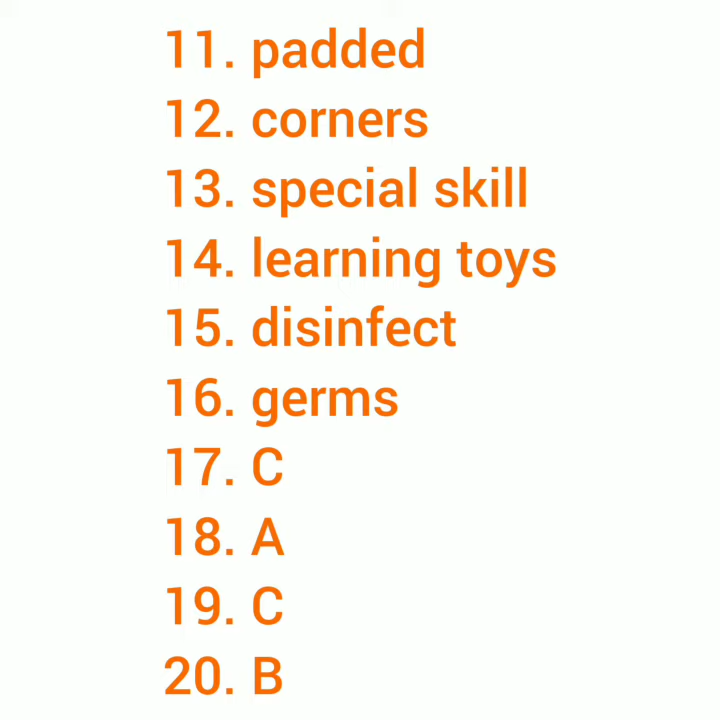 11. padded
12. corners
13. special skill
14. learning toys
15. disinfect
16. germs
17. C
18. A
19. C
20. B